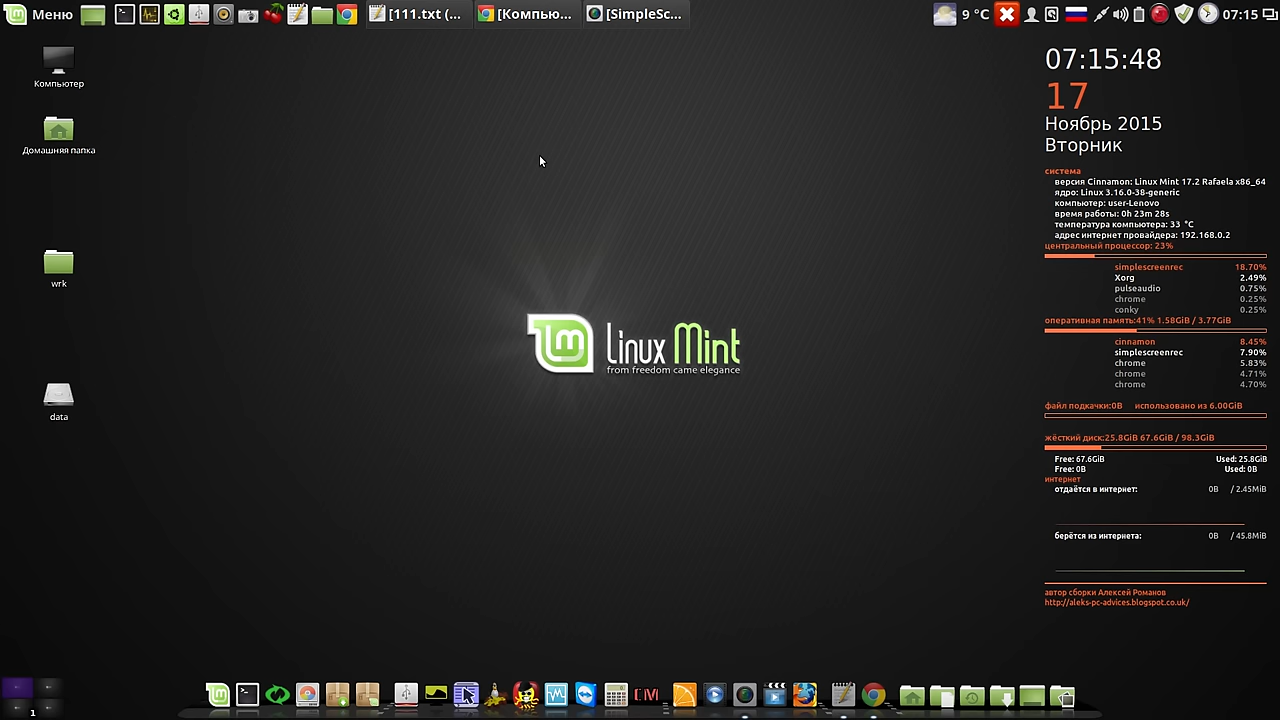 Меню
[111.txt (...
[Компью...
[SimpleSc...
9 °C
07:15
Компьютер
Домашняя папка
wrk
data
Linux Mint
from freedom came elegance
07:15:48
17
Ноябрь 2015
Вторник
система
версия Cinnamon: Linux Mint 17.2 Rafaela x86_64
ядро: Linux 3.16.0-38-generic
компьютер: user-Lenovo
время работы: 0h 23m 28s
температура компьютера: 33 °C
адрес интернет провайдера: 192.168.0.2
центральный процессор: 23%
simplescreenrec 18.70%
Xorg 2.49%
pulseaudio 0.75%
chrome 0.25%
conky 0.25%
оперативная память:41% 1.58GiB / 3.77GiB
cinnamon 8.45%
simplescreenrec 7.90%
chrome 5.83%
chrome 4.71%
chrome 4.70%
файл подкачки:0B использовано из 6.00GiB
жёсткий диск:25.8GiB 67.6GiB / 98.3GiB
Free: 67.6GiB Used: 25.8GiB
Free: 0B Used: 0B
интернет
отдаётся в интернет: 0B / 2.45MiB
берётся из интернета: 0B / 45.8MiB
автор сборки Алексей Романов
http://aleks-pc-advices.blogspot.co.uk/
1